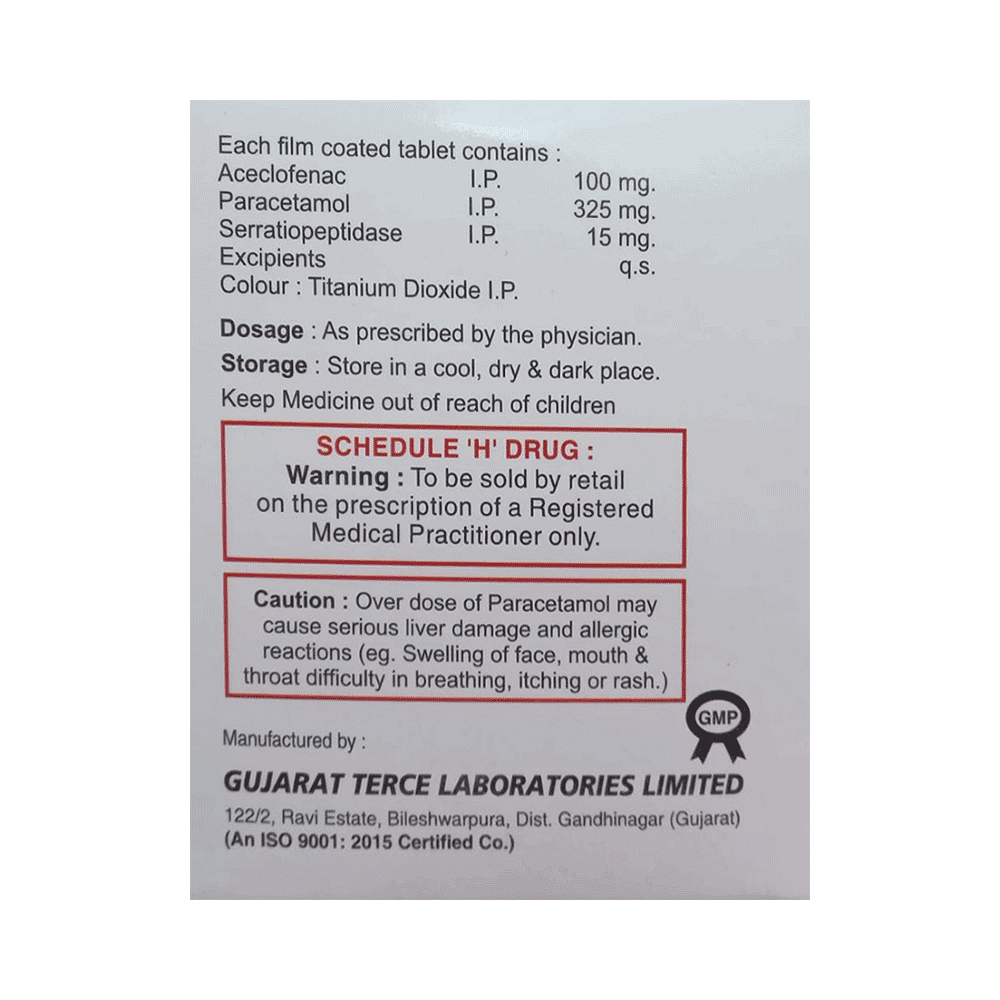 Each film coated tablet contains :
Aceclofenac I.P. 100 mg.
Paracetamol I.P. 325 mg.
Serratiopeptidase I.P. 15 mg.
Excipients q.s.
Colour : Titanium Dioxide I.P.
Dosage : As prescribed by the physician.
Storage : Store in a cool, dry & dark place.
Keep Medicine out of reach of children
SCHEDULE 'H' DRUG :
Warning : To be sold by retail
on the prescription of a Registered
Medical Practitioner only.
Caution : Over dose of Paracetamol may
cause serious liver damage and allergic
reactions (eg. Swelling of face, mouth &
throat difficulty in breathing, itching or rash.)
GMP
Manufactured by :
GUJARAT TERCE LABORATORIES LIMITED
122/2, Ravi Estate, Bileshwarpura, Dist. Gandhinagar (Gujarat)
(An ISO 9001: 2015 Certified Co.)